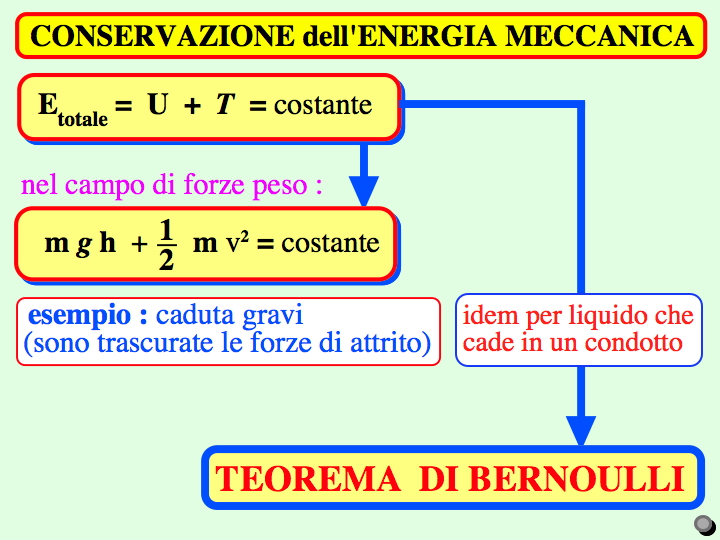 CONSERVAZIONE dell'ENERGIA MECCANICA
E totale = U + T = costante
nel campo di forze peso :
m g h + 1/2 m v² = costante
esempio : caduta gravi
(sono trascurate le forze di attrito)
idem per liquido che
cade in un condotto
TEOREMA DI BERNOULLI